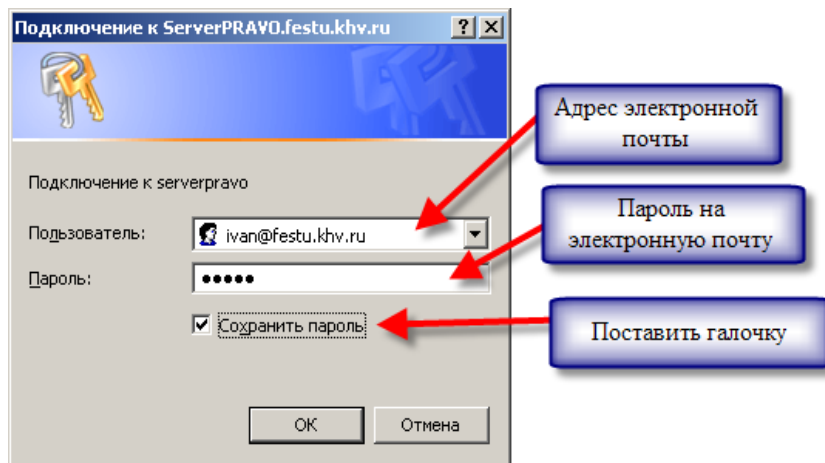 Подключение к ServerPRAVO.festu.khv.ru
Адрес электронной
почты
Подключение к serverpravo
Пользователь:
ivan@festu.khv.ru
Пароль на
электронную почту
Пароль:
●●●●●
Сохранить пароль
Поставить галочку
ОК
Отмена